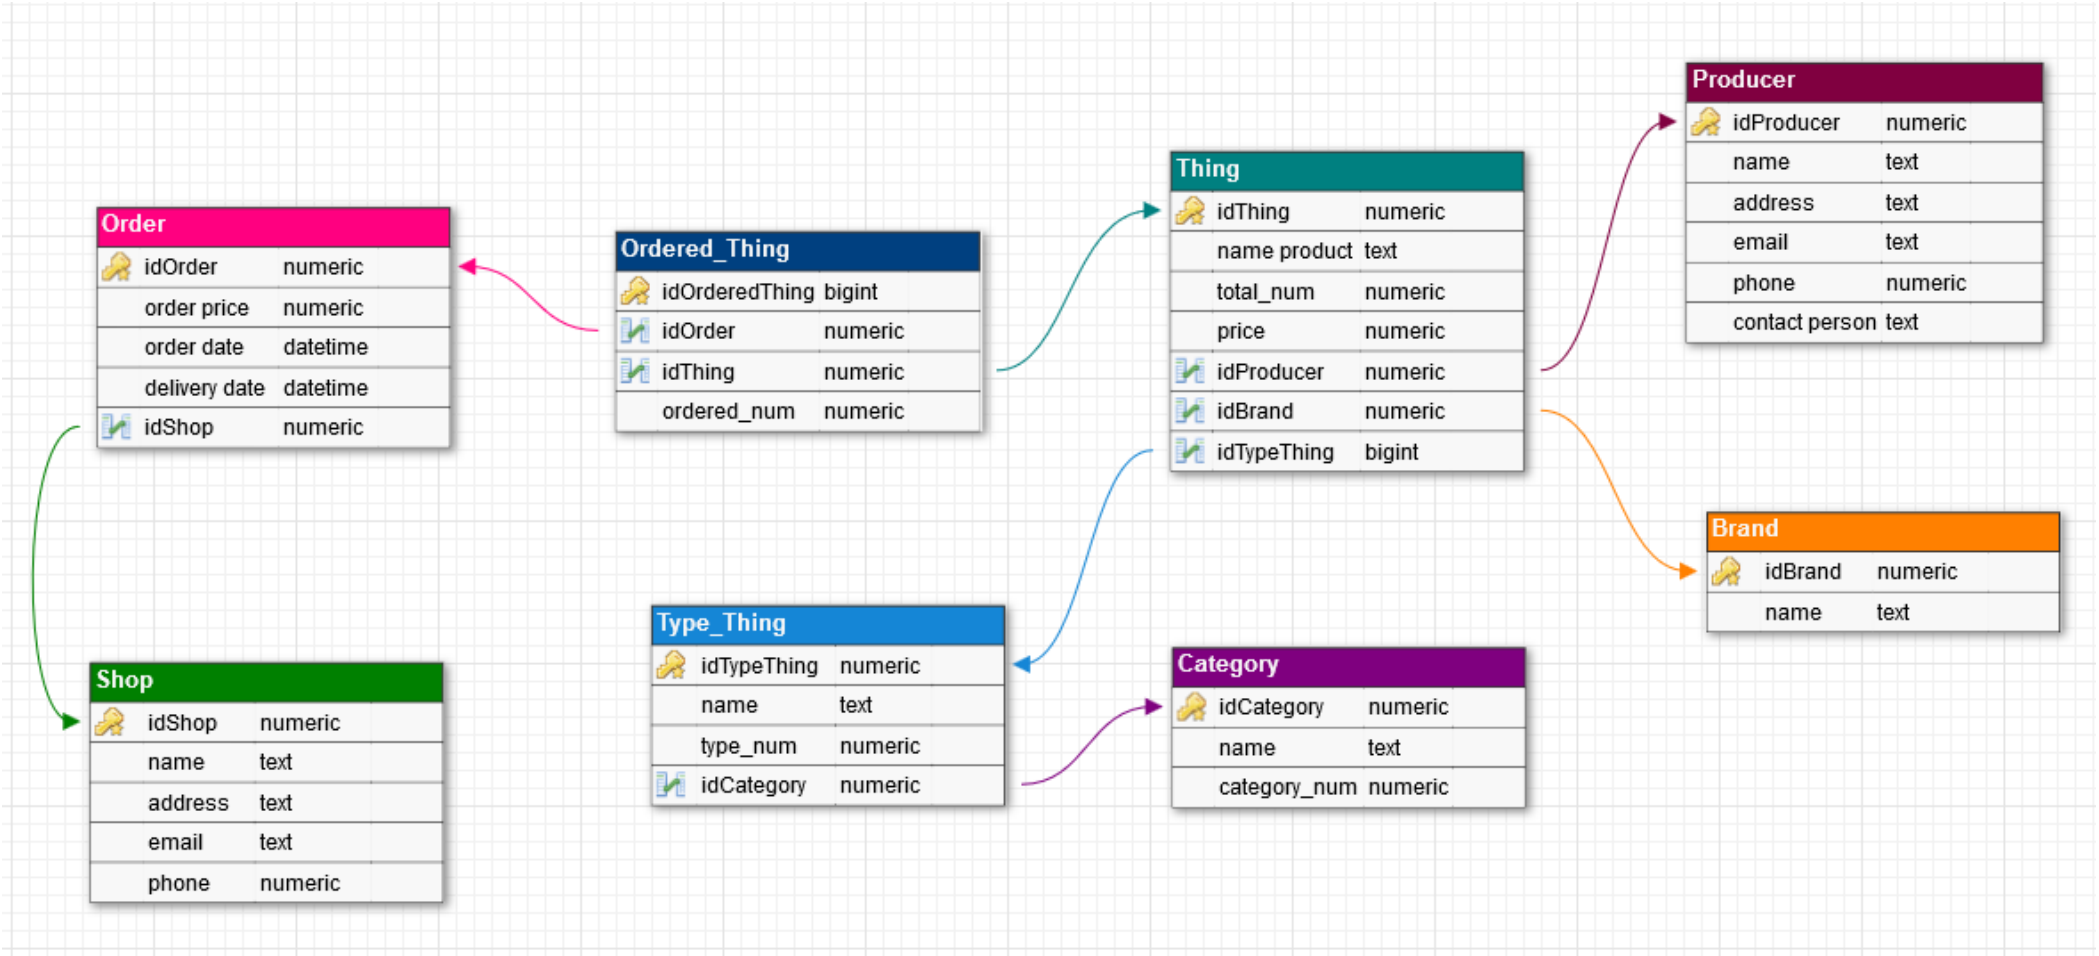 Order
idOrder numeric
order price numeric
order date datetime
delivery date datetime
idShop numeric
Shop
idShop numeric
name text
address text
email text
phone numeric
Ordered_Thing
idOrderedThing bigint
idOrder numeric
idThing numeric
ordered_num numeric
Type_Thing
idTypeThing numeric
name text
type_num numeric
idCategory numeric
Thing
idThing numeric
name product text
total_num numeric
price numeric
idProducer numeric
idBrand numeric
idTypeThing bigint
Category
idCategory numeric
name text
category_num numeric
Producer
idProducer numeric
name text
address text
email text
phone numeric
contact person text
Brand
idBrand numeric
name text